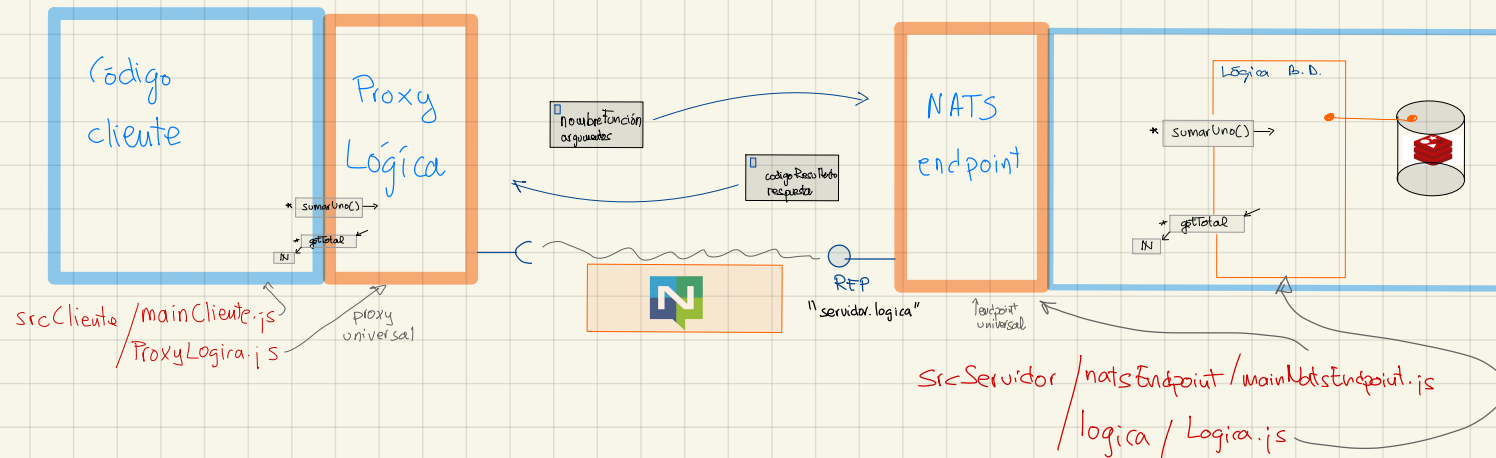 Código
cliente
Proxy
Lógica
* sumarUno()
* getTotal
IN
nombreFunción
argumentos
codigoResultado
respuesta
REP
"servidor.logica"
N
NATS
endpoint
Lógica B.D.
* sumarUno()
* getTotal
IN
srcCliente /mainCliente.js
/ProxyLogica.js
proxy
universal
endpoint
universal
srcServidor /natsEndpoint/mainNatsEndpoint.js
/logica/Logica.js